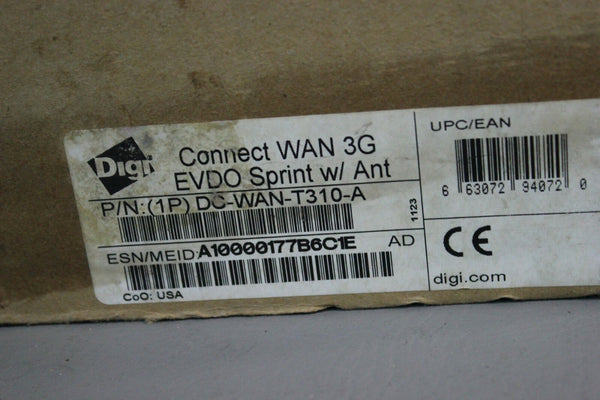 Digi
Connect WAN 3G
EVDO Sprint w/ Ant
P/N:(1P) DC-WAN-T310-A
1123
ESN/MEID:A10000177B6C1E AD
CoO: USA
UPC/EAN
6 63072 94072 0
CE
digi.com